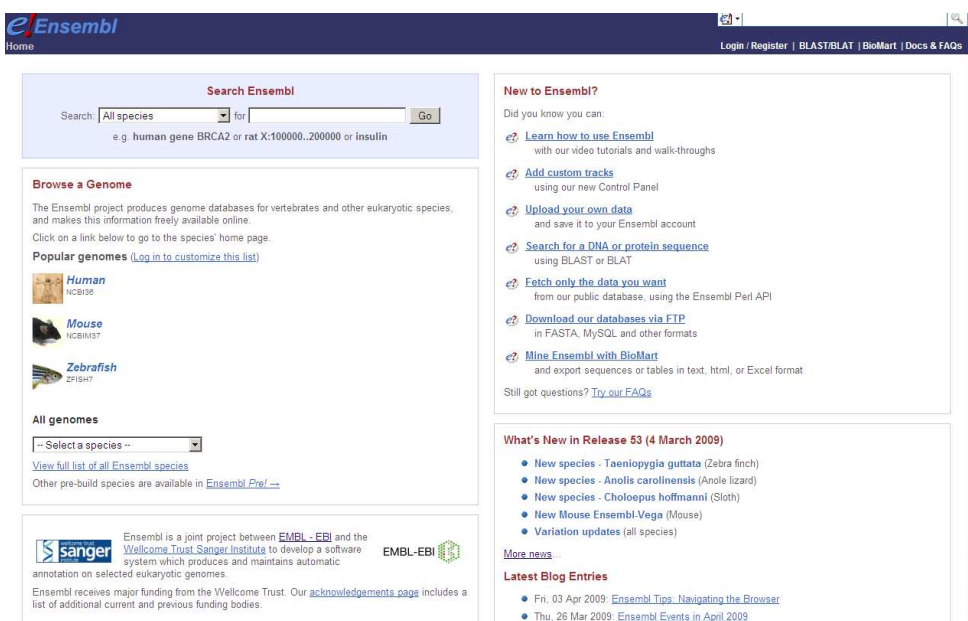 e!Ensembl
Home
Login / Register | BLAST/BLAT | BioMart | Docs & FAQs
Search Ensembl
Search: All species for Go
e.g. human gene BRCA2 or rat X:100000..200000 or insulin
Browse a Genome
The Ensembl project produces genome databases for vertebrates and other eukaryotic species,
and makes this information freely available online.
Click on a link below to go to the species' home page.
Popular genomes (Log in to customize this list)
Human
NCBI36
Mouse
NCBIM37
Zebrafish
ZFISH7
All genomes
-- Select a species --
View full list of all Ensembl species
Other pre-build species are available in Ensembl Pre! →
wellcome trust
sanger
institute
Ensembl is a joint project between EMBL - EBI and the
Wellcome Trust Sanger Institute to develop a software
system which produces and maintains automatic
annotation on selected eukaryotic genomes.
EMBL-EBI
Ensembl receives major funding from the Wellcome Trust. Our acknowledgements page includes a
list of additional current and previous funding bodies.
New to Ensembl?
Did you know you can:
e? Learn how to use Ensembl
with our video tutorials and walk-throughs
e? Add custom tracks
using our new Control Panel
e? Upload your own data
and save it to your Ensembl account
e? Search for a DNA or protein sequence
using BLAST or BLAT
e? Fetch only the data you want
from our public database, using the Ensembl Perl API
e? Download our databases via FTP
in FASTA, MySQL and other formats
e? Mine Ensembl with BioMart
and export sequences or tables in text, html, or Excel format
Still got questions? Try our FAQs
What's New in Release 53 (4 March 2009)
New species - Taeniopygia guttata (Zebra finch)
New species - Anolis carolinensis (Anole lizard)
New species - Choloepus hoffmanni (Sloth)
New Mouse Ensembl-Vega (Mouse)
Variation updates (all species)
More news...
Latest Blog Entries
Fri, 03 Apr 2009: Ensembl Tips: Navigating the Browser
Thu, 26 Mar 2009: Ensembl Events in April 2009